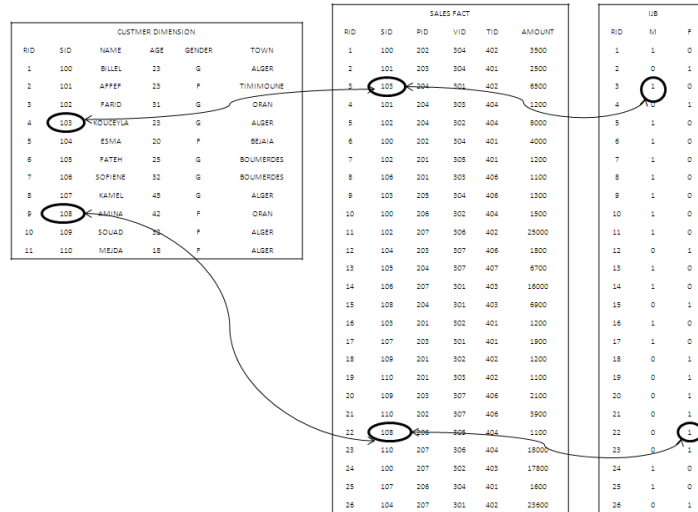 CUSTMER DIMENSION
RID SID NAME AGE GENDER TOWN
1 100 BILLEL 23 G ALGER
2 101 AFFEF 23 F TIMIMOUNE
3 102 FARID 31 G ORAN
4 103 KOUCEYLA 23 G ALGER
5 104 ESMA 20 F BEJAIA
6 105 FATEH 25 G BOUMERDES
7 106 SOFIENE 32 G BOUMERDES
8 107 KAMEL 45 G ALGER
9 108 AMINA 42 F ORAN
10 109 SOUAD 32 F ALGER
11 110 MEJDA 18 F ALGER
SALES FACT
RID SID PID VID TID AMOUNT
1 100 202 304 402 3500
2 101 203 304 401 2500
3 103 204 301 402 6500
4 101 204 303 404 1200
5 102 204 302 404 8000
6 100 202 304 401 4000
7 102 201 305 401 1200
8 106 201 303 406 1100
9 103 205 304 406 1300
10 100 206 302 404 1500
11 102 207 306 402 25000
12 104 203 307 406 1800
13 105 204 307 407 6700
14 106 207 301 403 16000
15 108 204 301 403 6900
16 103 201 302 401 1200
17 107 203 301 401 1900
18 109 201 302 402 1200
19 110 201 303 402 1100
20 109 203 307 406 2100
21 110 202 307 406 3900
22 108 206 305 404 1100
23 110 207 306 404 18000
24 100 207 302 403 17800
25 107 206 304 401 1600
26 104 207 301 402 23600
IJB
RID M F
1 1 0
2 0 1
3 1 0
4 0
5 1 0
6 1 0
7 1 0
8 1 0
9 1 0
10 1 0
11 1 0
12 0 1
13 1 0
14 1 0
15 0 1
16 1 0
17 1 0
18 0 1
19 0 1
20 0 1
21 0 1
22 0 1
23 0 1
24 1 0
25 1 0
26 0 1